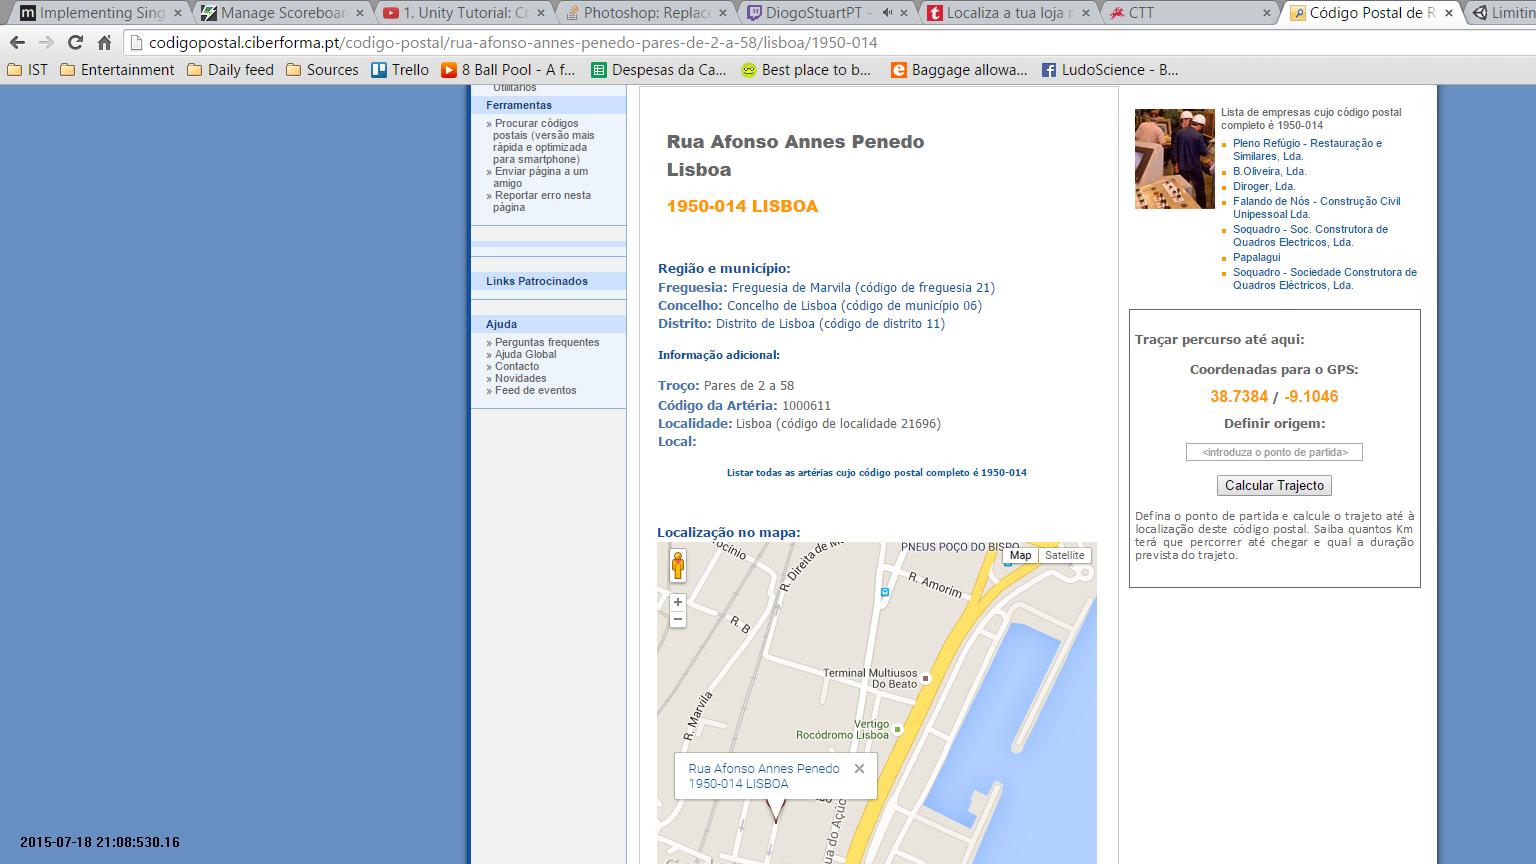 Implementing Sing
Manage Scoreboar
1. Unity Tutorial: Cr
Photoshop: Replace
DiogoStuartPT -
Localiza a tua loja m
CTT
Código Postal de R
Limitin
codigopostal.ciberforma.pt/codigo-postal/rua-afonso-annes-penedo-pares-de-2-a-58/lisboa/1950-014
IST
Entertainment
Daily feed
Sources
Trello
8 Ball Pool - A f...
Despesas da Ca...
Best place to b...
Baggage allowa...
LudoScience - B...
Utilitários
Ferramentas
» Procurar códigos
postais (versão mais
rápida e optimizada
para smartphone)
» Enviar página a um
amigo
» Reportar erro nesta
página
Links Patrocinados
Ajuda
» Perguntas frequentes
» Ajuda Global
» Contacto
» Novidades
» Feed de eventos
Rua Afonso Annes Penedo
Lisboa
1950-014 LISBOA
Região e município:
Freguesia: Freguesia de Marvila (código de freguesia 21)
Concelho: Concelho de Lisboa (código de município 06)
Distrito: Distrito de Lisboa (código de distrito 11)
Informação adicional:
Troço: Pares de 2 a 58
Código da Artéria: 1000611
Localidade: Lisboa (código de localidade 21696)
Local:
Listar todas as artérias cujo código postal completo é 1950-014
Localização no mapa:
PNEUS POÇO DO BISPO
Map
Satellite
R. Direita de M
R. Amorim
R. B
Terminal Multiusos
Do Beato
R. Marvila
Vertigo
Rocódromo Lisboa
Rua Afonso Annes Penedo
1950-014 LISBOA
Lista de empresas cujo código postal
completo é 1950-014
Pleno Refúgio - Restauração e
Similares, Lda.
B.Oliveira, Lda.
Diroger, Lda.
Falando de Nós - Construção Civil
Unipessoal Lda.
Soquadro - Soc. Construtora de
Quadros Electricos, Lda.
Papalagui
Soquadro - Sociedade Construtora de
Quadros Eléctricos, Lda.
Traçar percurso até aqui:
Coordenadas para o GPS:
38.7384 / -9.1046
Definir origem:
<introduza o ponto de partida>
Calcular Trajecto
Defina o ponto de partida e calcule o trajeto até à
localização deste código postal. Saiba quantos Km
terá que percorrer até chegar e qual a duração
prevista do trajeto.
2015-07-18 21:08:530.16